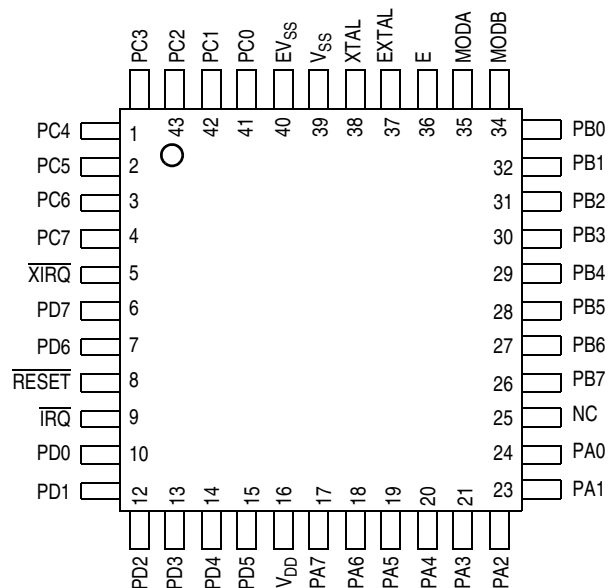 PC3 PC2 PC1 PC0 EVSS VSS XTAL EXTAL E MODA MODB
43 42 41 40 39 38 37 36 35 34
PC4 1 PB0
PC5 2 32 PB1
PC6 3 31 PB2
PC7 4 30 PB3
XIRQ 5 29 PB4
PD7 6 28 PB5
PD6 7 27 PB6
RESET 8 26 PB7
IRQ 9 25 NC
PD0 10 24 PA0
PD1 23 PA1
12 13 14 15 16 17 18 19 20 21
PD2 PD3 PD4 PD5 VDD PA7 PA6 PA5 PA4 PA3 PA2